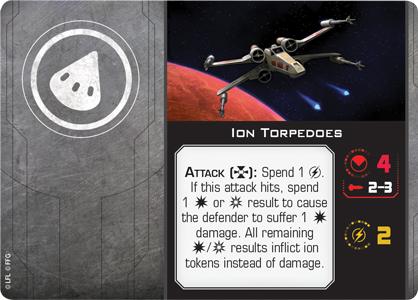 ION TORPEDOES
ATTACK ( ): Spend 1 .
If this attack hits, spend
1 or result to cause
the defender to suffer 1
damage. All remaining
/ results inflict ion
tokens instead of damage.
4
2–3
2
© LFL © FFG